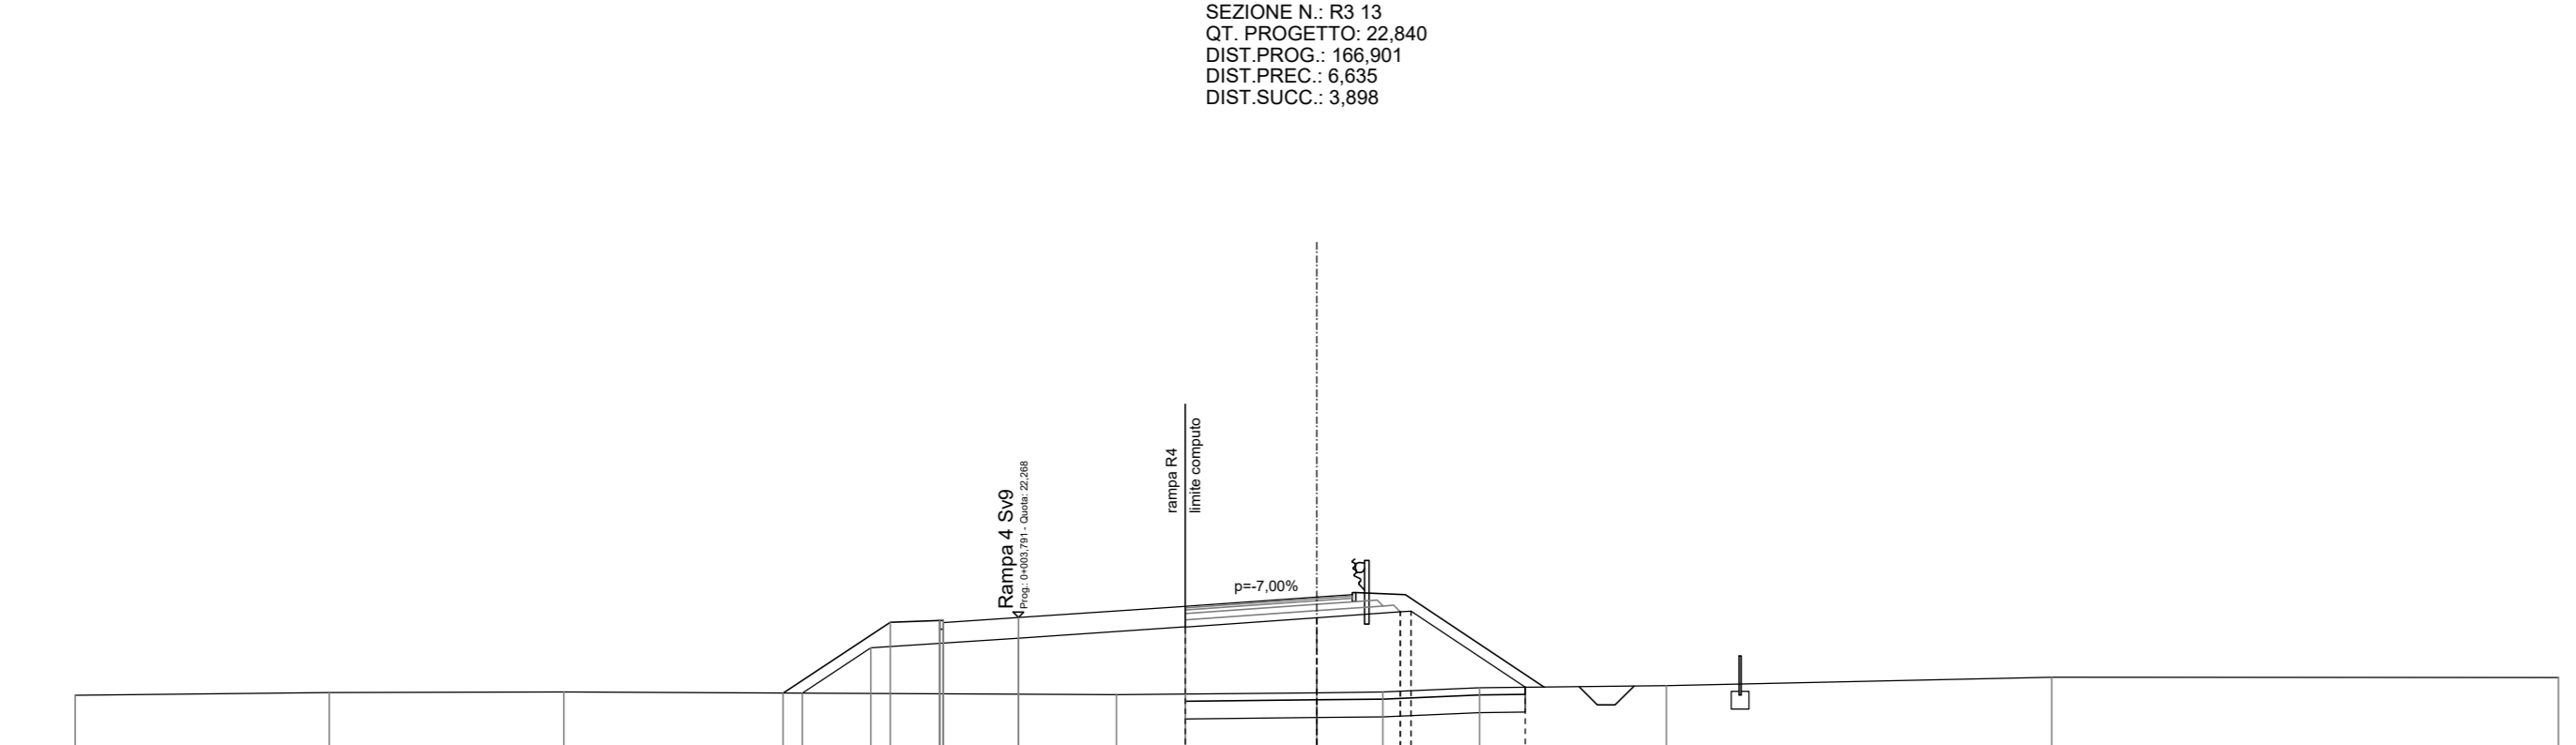 SEZIONE N.: R3 13
QT. PROGETTO: 22,840
DIST.PROG.: 166,901
DIST.PREC.: 6,635
DIST.SUCC.: 3,898
rampa R4
limite computo
Rampa 4 Sv9
Prog.: 0+003,791 - Quota: 22,268
p=-7,00%